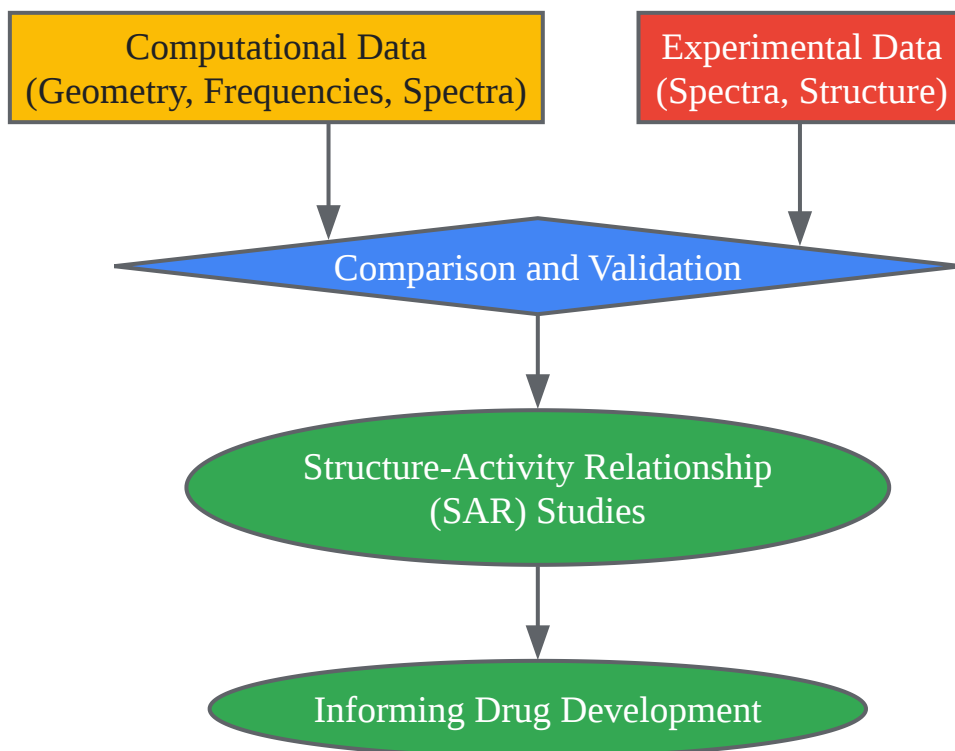 Computational Data
(Geometry, Frequencies, Spectra)
Experimental Data
(Spectra, Structure)
Comparison and Validation
Structure-Activity Relationship
(SAR) Studies
Informing Drug Development